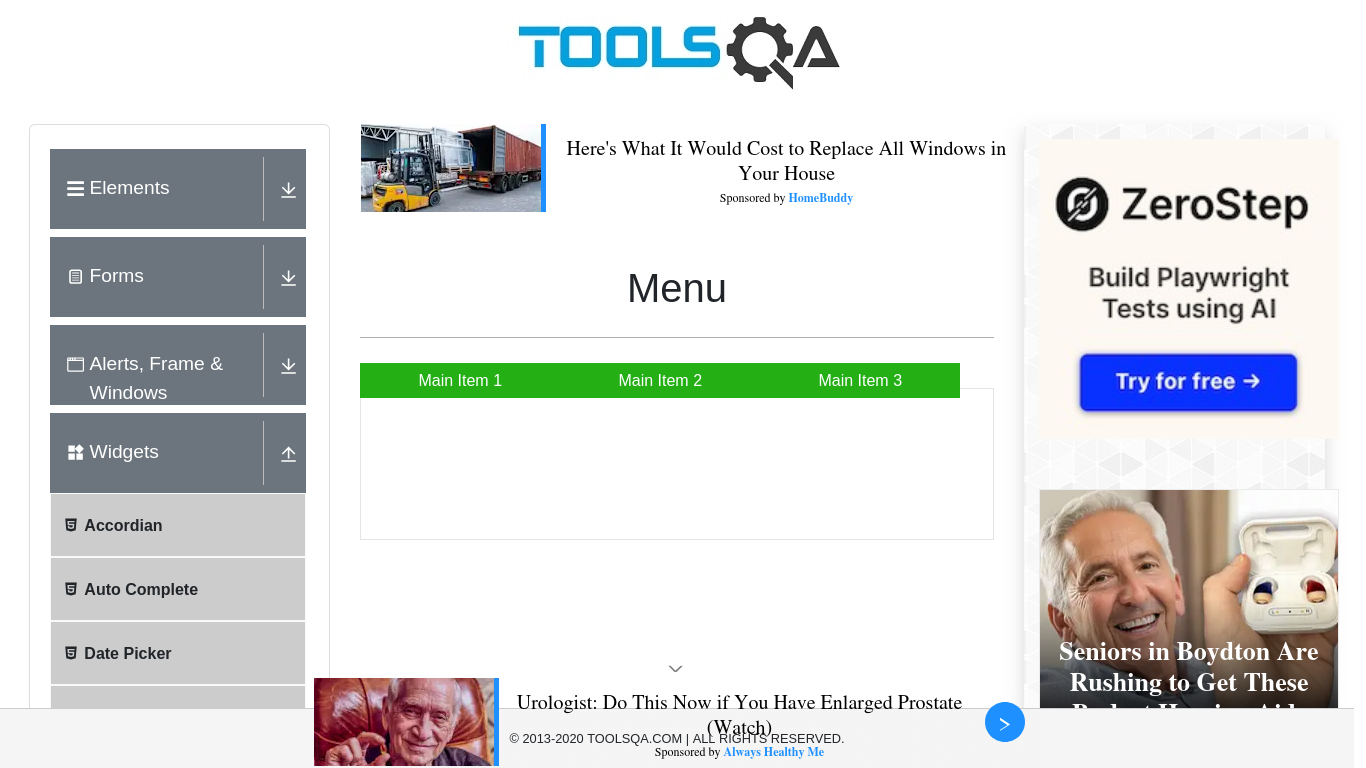 TOOLSQA
Elements
Forms
Alerts, Frame &
Windows
Widgets
Accordian
Auto Complete
Date Picker
Here's What It Would Cost to Replace All Windows in
Your House
Sponsored by HomeBuddy
Menu
Main Item 1
Main Item 2
Main Item 3
ZeroStep
Build Playwright
Tests using AI
Try for free →
Seniors in Boydton Are
Rushing to Get These
Urologist: Do This Now if You Have Enlarged Prostate
(Watch)
Sponsored by Always Healthy Me
© 2013-2020 TOOLSQA.COM | ALL RIGHTS RESERVED.